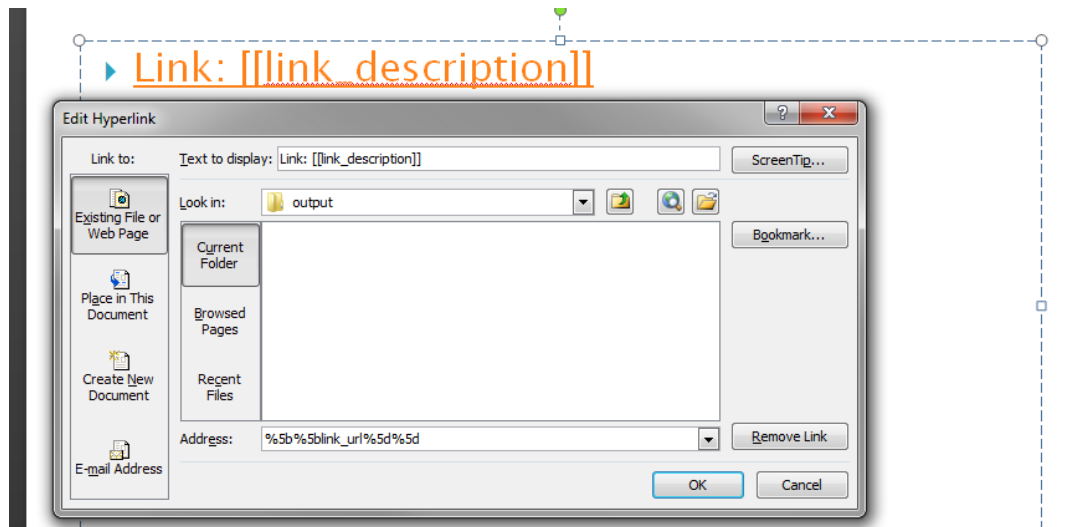 Link: [[link_description]]
Edit Hyperlink
?
Link to:
Text to display:
Link: [[link_description]]
ScreenTip...
Existing File or
Web Page
Look in:
output
Bookmark...
Current
Folder
Place in This
Document
Browsed
Pages
Create New
Document
Recent
Files
Address:
%5b%5blink_url%5d%5d
Remove Link
E-mail Address
OK
Cancel